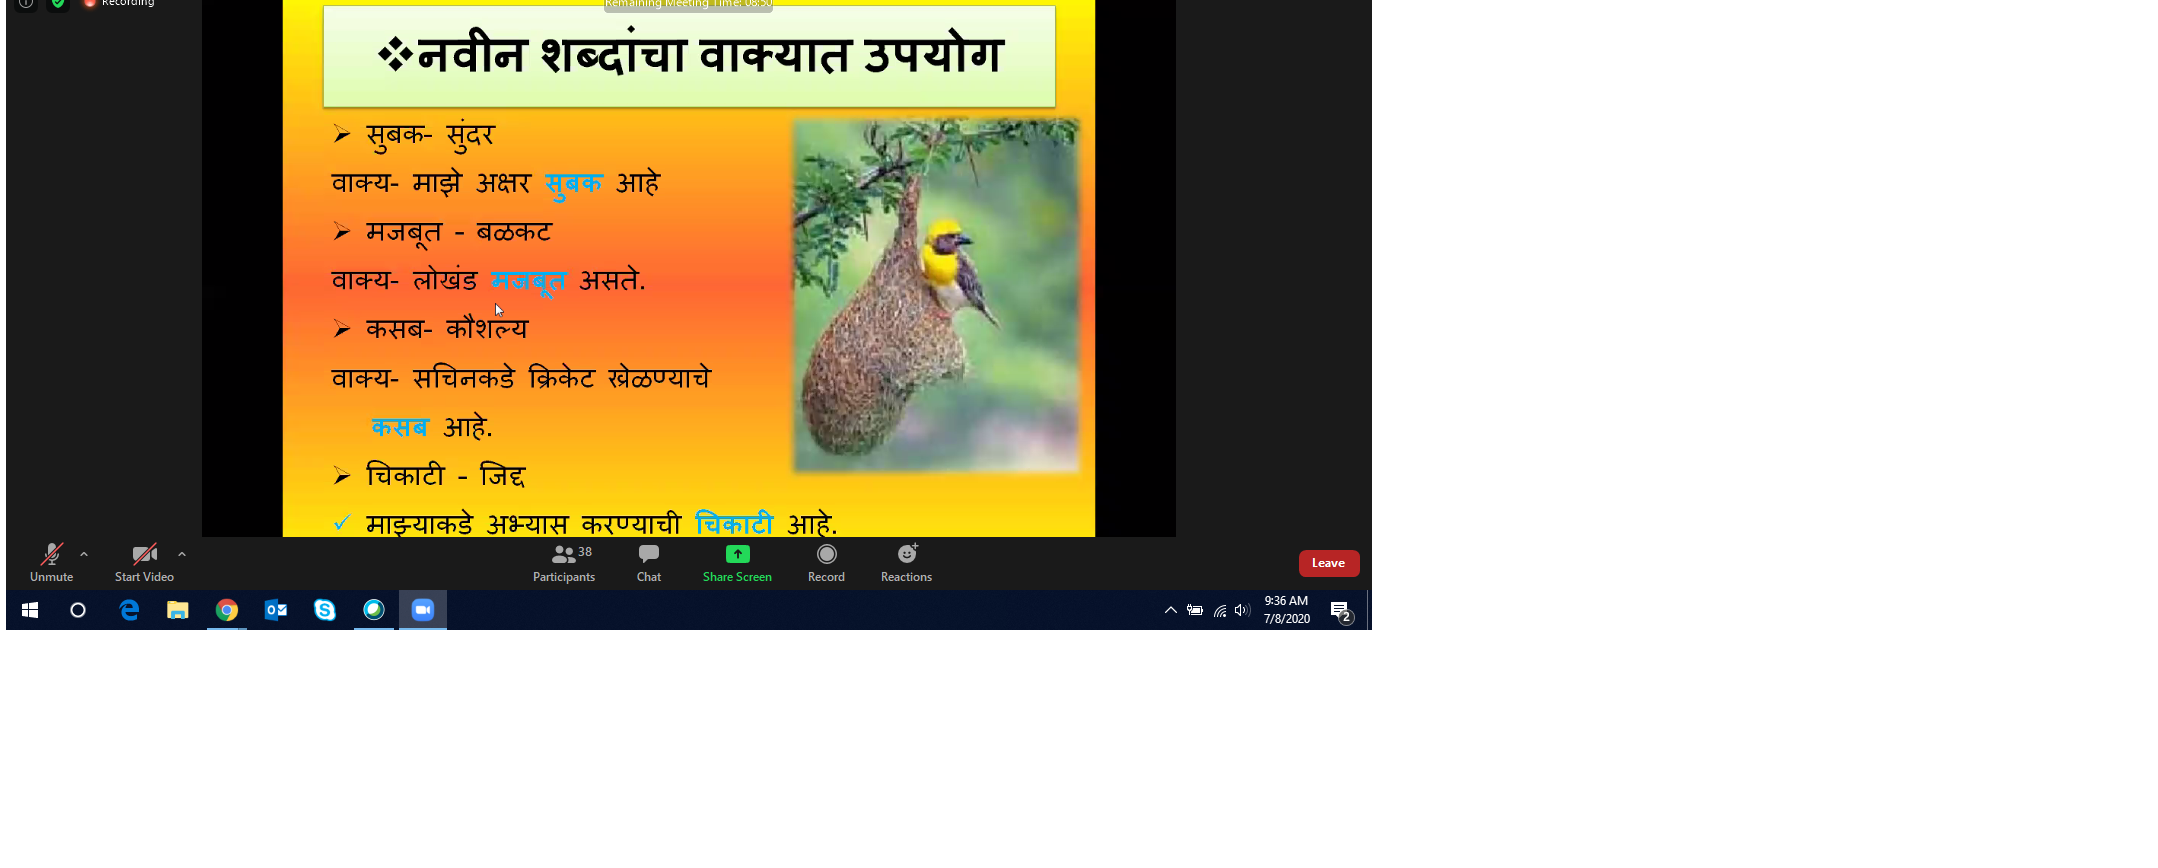 Recording
Remaining Meeting Time: 08:50
❖नवीन शब्दांचा वाक्यात उपयोग
➢ सुबक- सुंदर
वाक्य- माझे अक्षर सुबक आहे
➢ मजबूत - बळकट
वाक्य- लोखंड मजबूत असते.
➢ कसब- कौशल्य
वाक्य- सचिनकडे क्रिकेट खेळण्याचे
कसब आहे.
➢ चिकाटी - जिद्द
✓ माझ्याकडे अभ्यास करण्याची चिकाटी आहे.
38
Unmute
Start Video
Participants
Chat
Share Screen
Record
Reactions
Leave
9:36 AM
7/8/2020
2